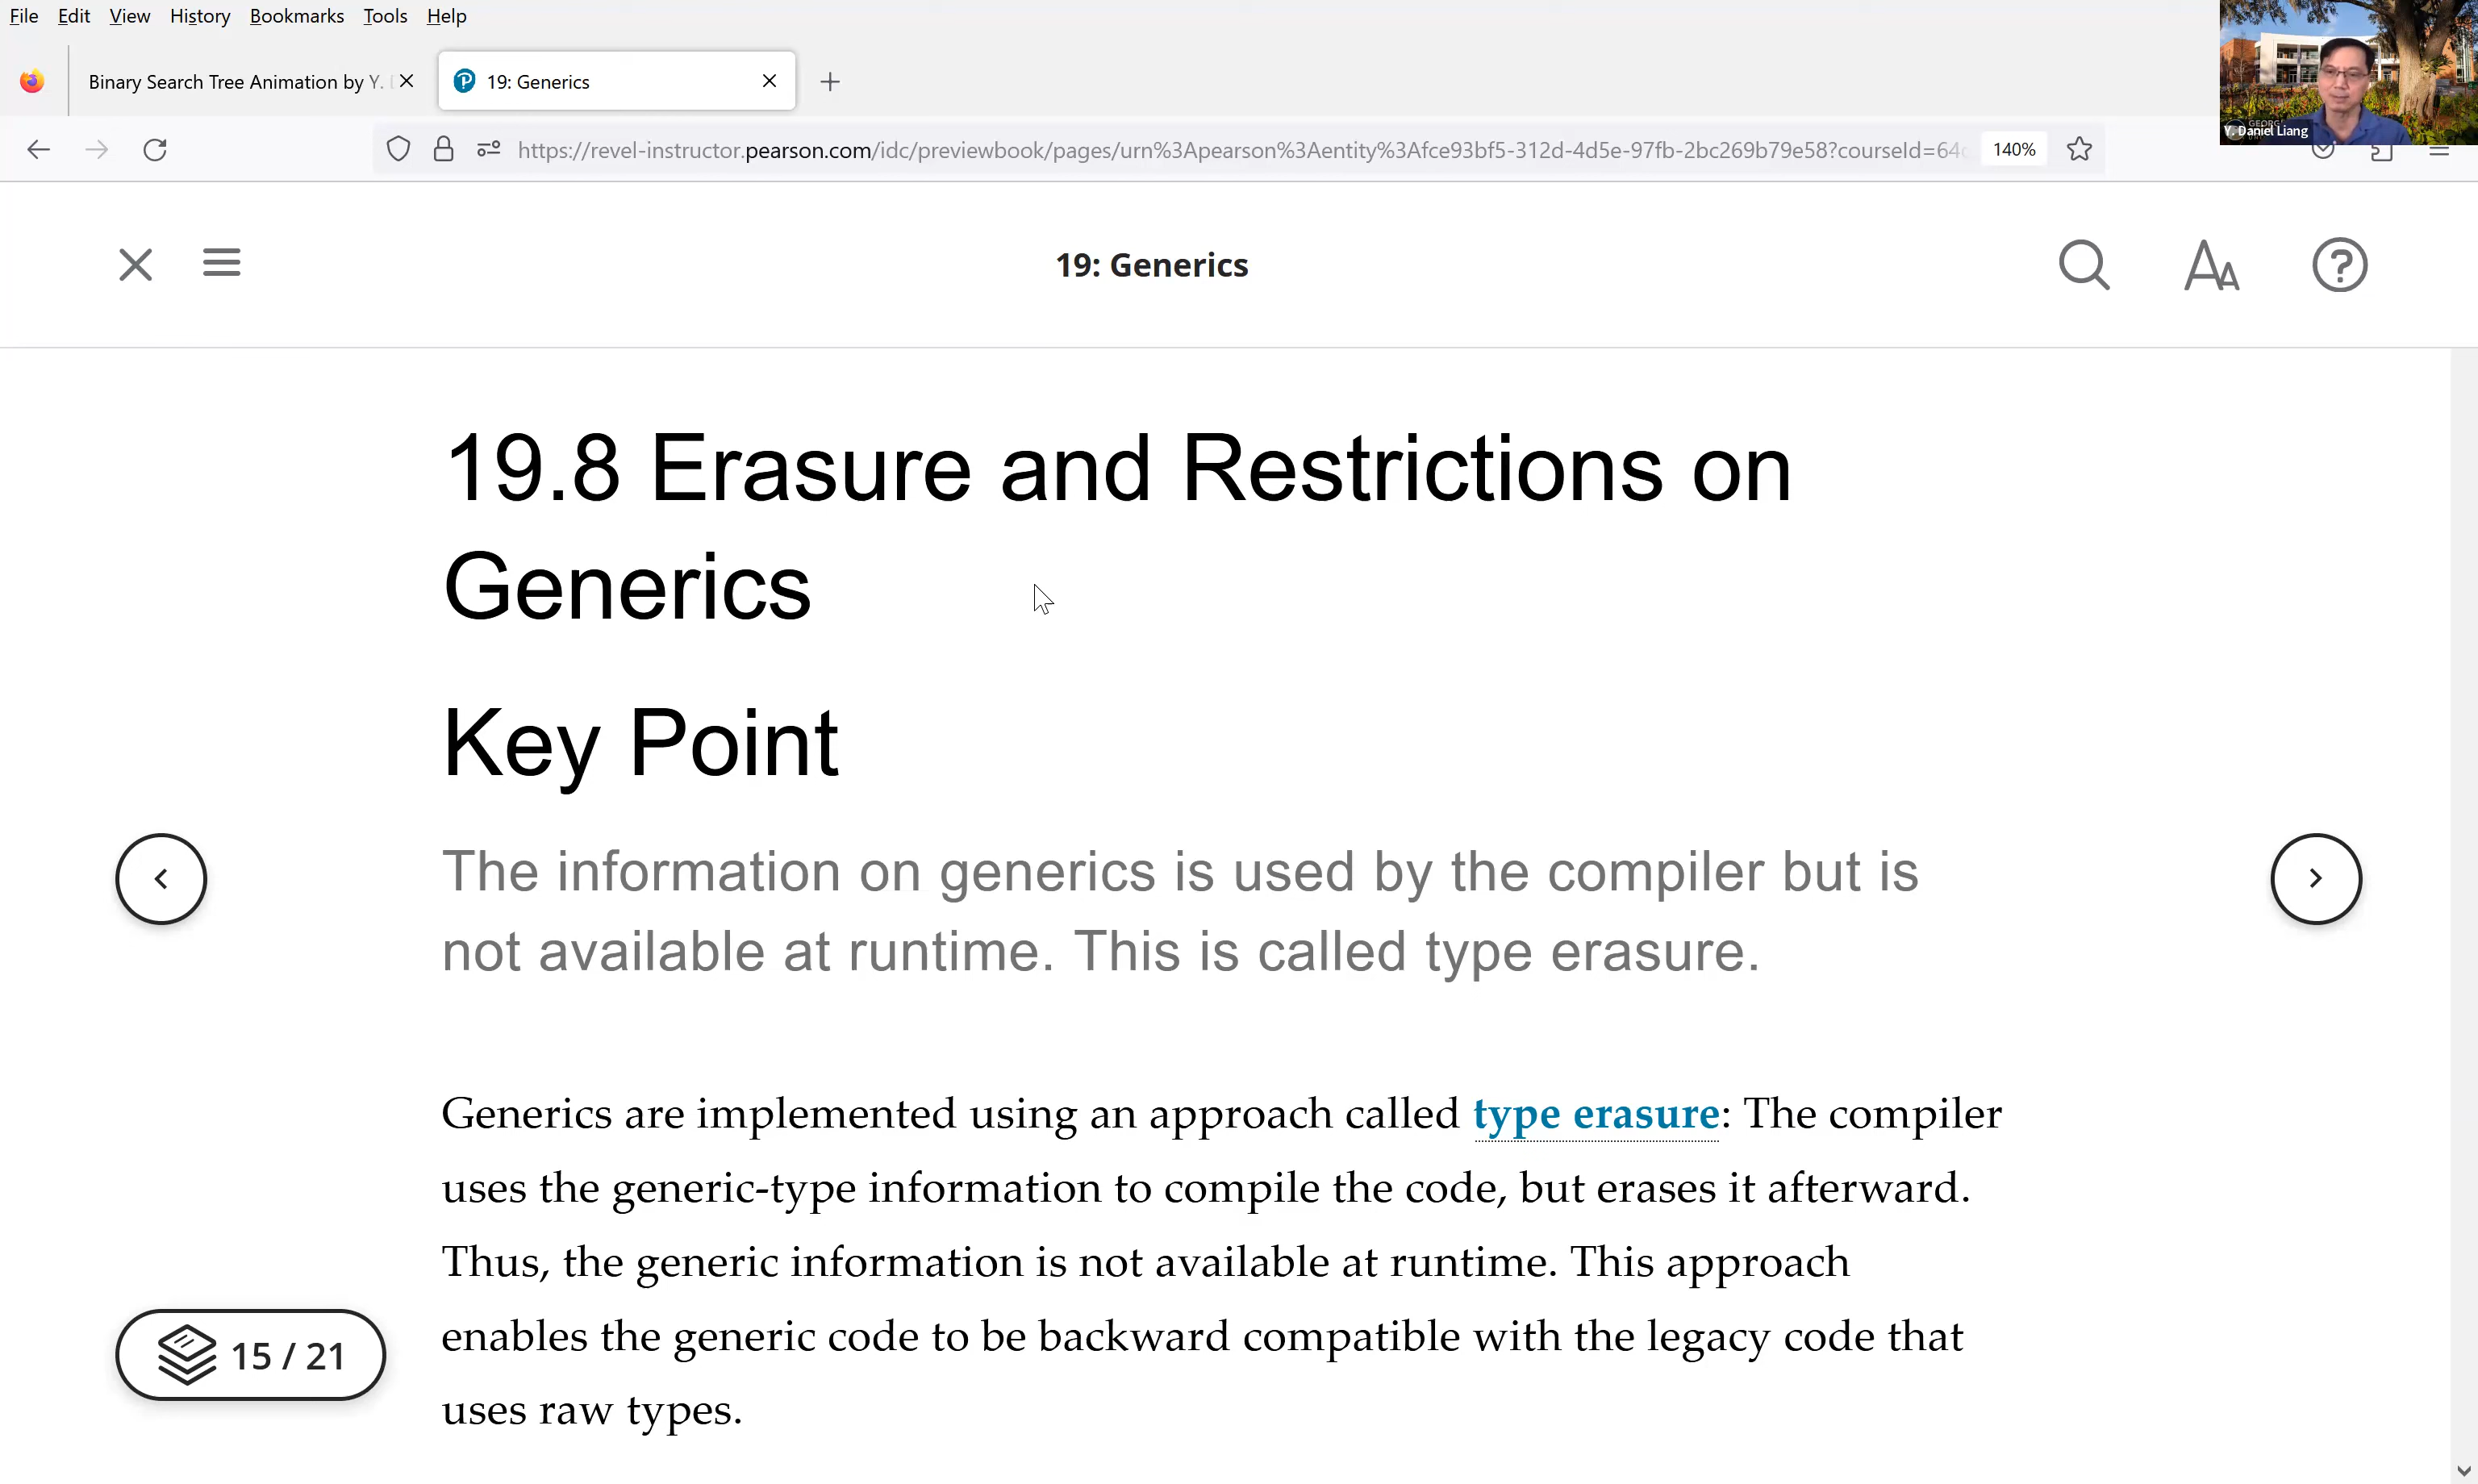 File Edit View History Bookmarks Tools Help
Binary Search Tree Animation by Y.
19: Generics
https://revel-instructor.pearson.com/idc/previewbook/pages/urn%3Apearson%3Aentity%3Afce93bf5-312d-4d5e-97fb-2bc269b79e58?courseId=64
140%
Y. Daniel Liang
19: Generics
19.8 Erasure and Restrictions on
Generics
Key Point
The information on generics is used by the compiler but is
not available at runtime. This is called type erasure.
Generics are implemented using an approach called type erasure: The compiler
uses the generic-type information to compile the code, but erases it afterward.
Thus, the generic information is not available at runtime. This approach
enables the generic code to be backward compatible with the legacy code that
uses raw types.
15 / 21